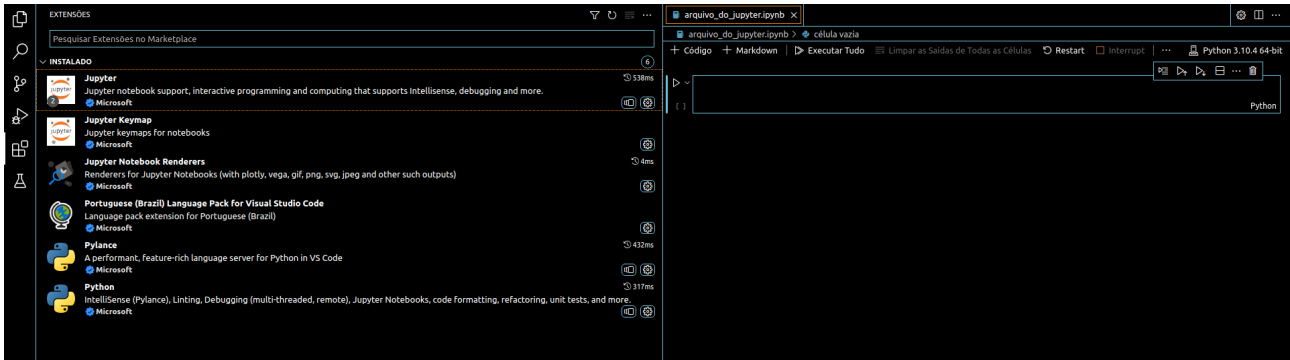 EXTENSÕES
Pesquisar Extensões no Marketplace
INSTALADO
6
Jupyter
538ms
Jupyter notebook support, interactive programming and computing that supports Intellisense, debugging and more.
Microsoft
jupyter
2
Jupyter Keymap
Jupyter keymaps for notebooks
Microsoft
jupyter
Jupyter Notebook Renderers
4ms
Renderers for Jupyter Notebooks (with plotly, vega, gif, png, svg, jpeg and other such outputs)
Microsoft
Portuguese (Brazil) Language Pack for Visual Studio Code
Language pack extension for Portuguese (Brazil)
Microsoft
Pylance
432ms
A performant, feature-rich language server for Python in VS Code
Microsoft
Python
317ms
IntelliSense (Pylance), Linting, Debugging (multi-threaded, remote), Jupyter Notebooks, code formatting, refactoring, unit tests, and more.
Microsoft
arquivo_do_jupyter.ipynb
arquivo_do_jupyter.ipynb > célula vazia
+ Código + Markdown Executar Tudo Limpar as Saídas de Todas as Células Restart Interrupt ... Python 3.10.4 64-bit
[ ]
Python